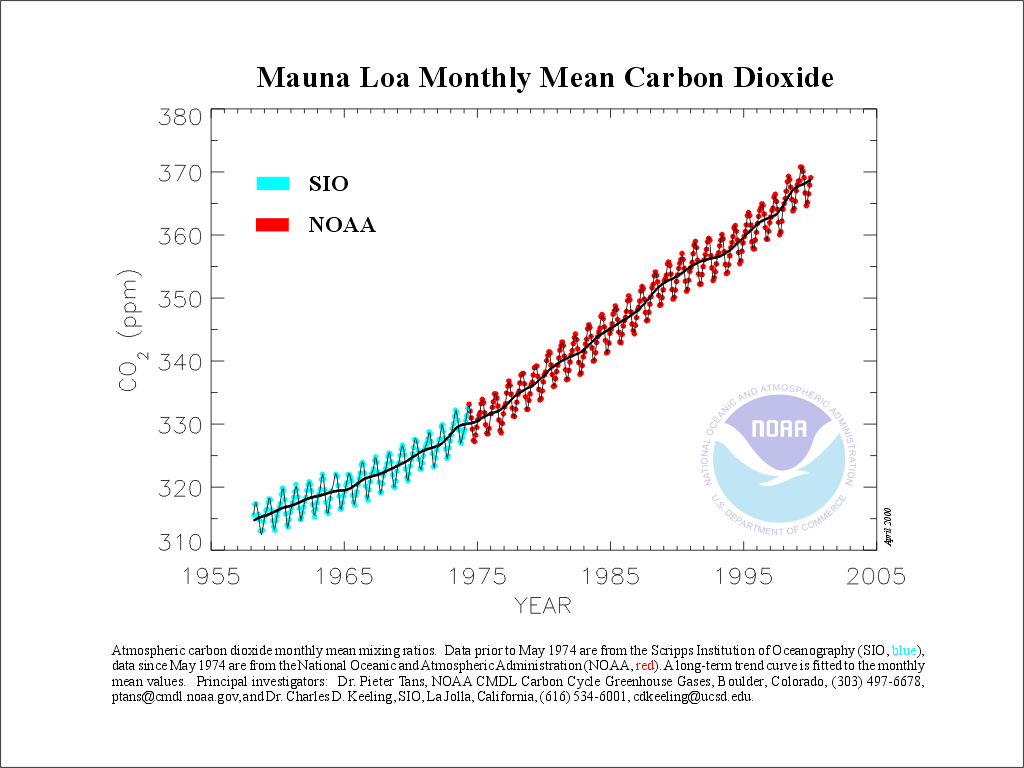 Mauna Loa Monthly Mean Carbon Dioxide
380
370
360
350
340
330
320
310
CO2 (ppm)
SIO
NOAA
NATIONAL OCEANIC AND ATMOSPHERIC ADMINISTRATION
NOAA
U.S. DEPARTMENT OF COMMERCE
April 2000
1955 1965 1975 1985 1995 2005
YEAR
Atmospheric carbon dioxide monthly mean mixing ratios. Data prior to May 1974 are from the Scripps Institution of Oceanography (SIO, blue),
data since May 1974 are from the National Oceanic and Atmospheric Administration (NOAA, red). A long-term trend curve is fitted to the monthly
mean values. Principal investigators: Dr. Pieter Tans, NOAA CMDL Carbon Cycle Greenhouse Gases, Boulder, Colorado, (303) 497-6678,
ptans@cmdl.noaa.gov, and Dr. Charles D. Keeling, SIO, La Jolla, California, (616) 534-6001, cdkeeling@ucsd.edu.